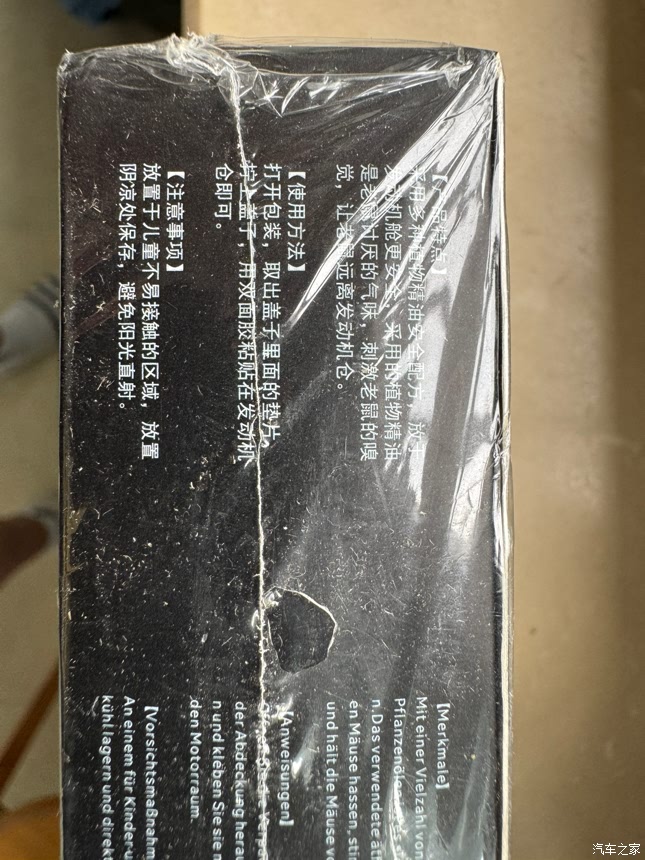 【产品特点】
采用多种植物精油安全配方，放于
发动机舱更安全，采用的植物精油
是老鼠讨厌的气味，刺激老鼠的嗅
觉，让老鼠远离发动机仓。
【使用方法】
打开包装，取出盖子里面的垫片，
盖子，用双面胶粘贴在发动机
仓即可。
【注意事项】
放置于儿童不易接触的区域，放置
阴凉处保存，避免阳光直射。
【Merkmale】
Mit einer Vielzahl von
n.Das verwendete ät
en Mäuse hassen, stin
und hält die Mäuse
【Anweisungen】
der Abdeckung herau
n und kleben Sie sie
den Motorraum.
【Vorsichtsmaßnahm
An einem für Kinder
kühl lagern und direkt
汽车之家